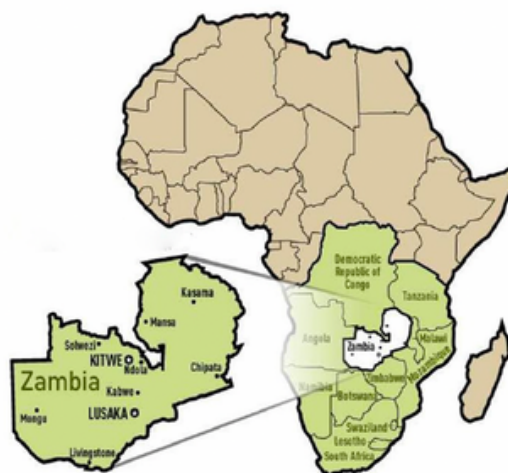 Democratic
Republic of
Congo
Tanzania
Angola
Zambia
Malawi
Mozambique
Zimbabwe
Namibia
Botswana
Swaziland
Lesotho
South Africa
Kasama
Mansa
Solwezi
KITWE
Ndola
Chipata
Zambia
Kabwe
Mongu
LUSAKA
Livingstone